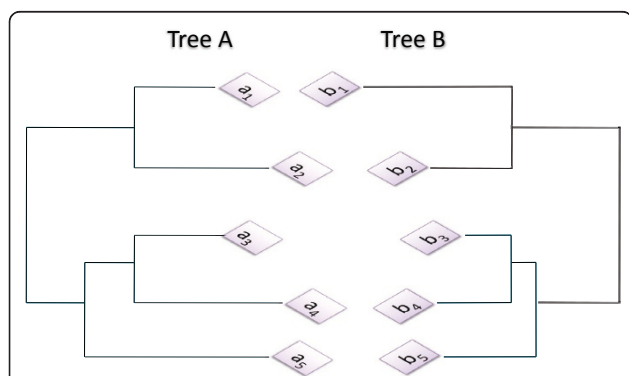 Tree A Tree B
a₁ b₁
a₂ b₂
a₃ b₃
a₄ b₄
a₅ b₅